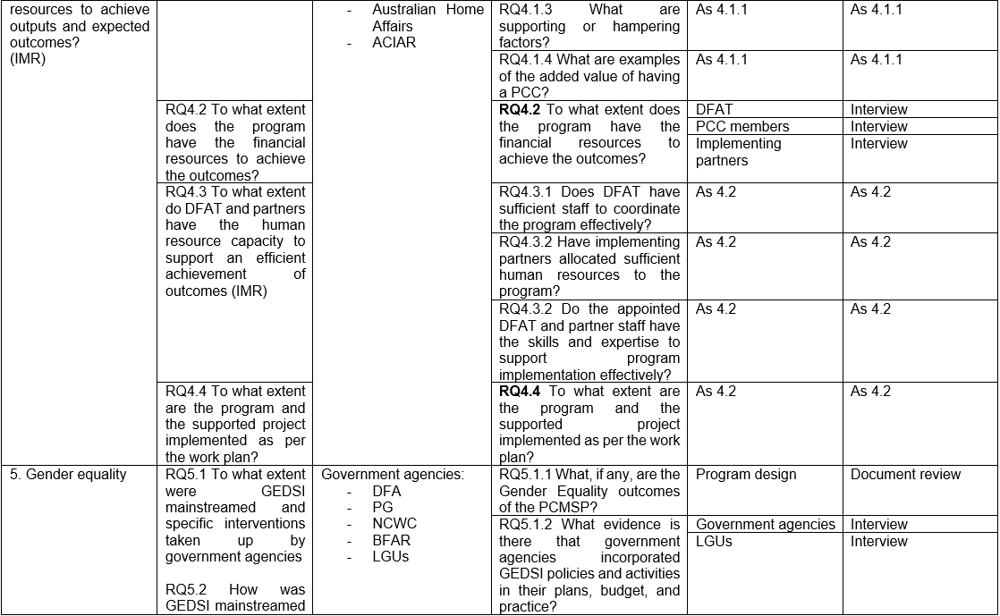 resources to achieve
outputs and expected
outcomes?
(IMR)
- Australian Home
Affairs
- ACIAR
RQ4.1.3 What are
supporting or hampering
factors?
As 4.1.1
As 4.1.1
RQ4.1.4 What are examples
of the added value of having
a PCC?
As 4.1.1
As 4.1.1
RQ4.2 To what extent
does the program
have the financial
resources to achieve
the outcomes?
RQ4.2 To what extent does
the program have the
financial resources to
achieve the outcomes?
DFAT
Interview
PCC members
Interview
Implementing
partners
Interview
RQ4.3 To what extent
do DFAT and partners
have the human
resource capacity to
support an efficient
achievement of
outcomes (IMR)
RQ4.3.1 Does DFAT have
sufficient staff to coordinate
the program effectively?
As 4.2
As 4.2
RQ4.3.2 Have implementing
partners allocated sufficient
human resources to the
program?
As 4.2
As 4.2
RQ4.3.2 Do the appointed
DFAT and partner staff have
the skills and expertise to
support program
implementation effectively?
As 4.2
As 4.2
RQ4.4 To what extent
are the program and
the supported project
implemented as per
the work plan?
RQ4.4 To what extent are
the program and the
supported project
implemented as per the work
plan?
As 4.2
As 4.2
5. Gender equality
RQ5.1 To what extent
were GEDSI
mainstreamed and
specific interventions
taken up by
government agencies
RQ5.2 How was
GEDSI mainstreamed
Government agencies:
- DFA
- PG
- NCWC
- BFAR
- LGUs
RQ5.1.1 What, if any, are the
Gender Equality outcomes
of the PCMSP?
Program design
Document review
RQ5.1.2 What evidence is
there that government
agencies incorporated
GEDSI policies and activities
in their plans, budget, and
practice?
Government agencies
Interview
LGUs
Interview